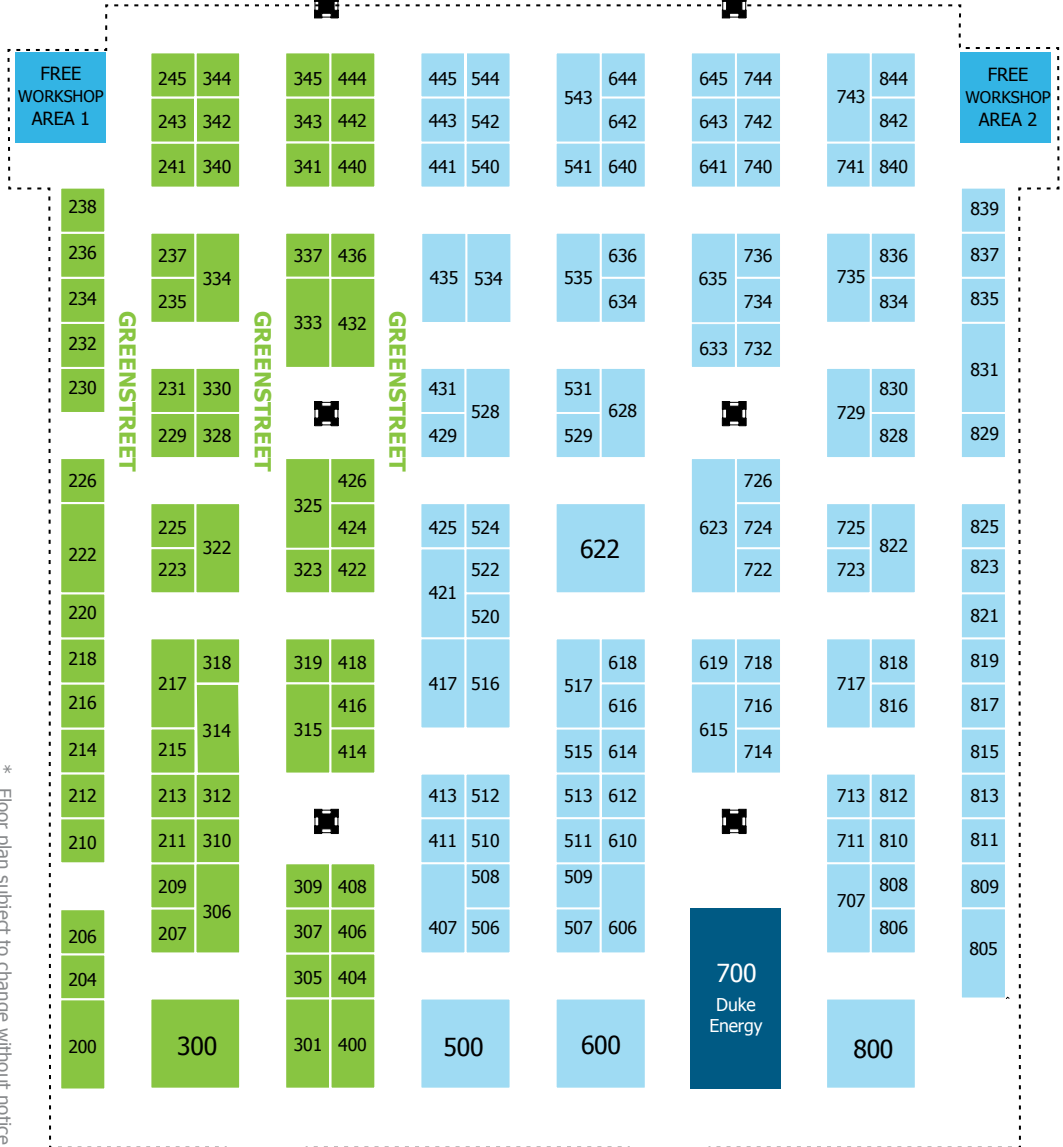 FREE
WORKSHOP
AREA 1
245 344 345 444 445 544 543 644 645 744 743 844
FREE
WORKSHOP
AREA 2
243 342 343 442 443 542 642 643 742 842
241 340 341 440 441 540 541 640 641 740 741 840
238 839
236 237 334 337 436 435 534 535 636 635 736 735 836 837
234 235 333 432 634 734 834 835
232 633 732 831
GREENSTREET
GREENSTREET
GREENSTREET
230 231 330 431 528 531 628 729 830
229 328 429 529 828 829
226 325 426 623 726
222 225 322 424 425 524 622 724 725 822 825
223 323 422 421 522 722 723 823
220 520 821
218 217 318 319 418 417 516 517 618 619 718 717 818 819
216 314 315 416 616 615 716 816 817
214 215 414 515 614 714 815
212 213 312 413 512 513 612 713 812 813
210 211 310 411 510 511 610 711 810 811
209 306 309 408 508 509 707 808 809
206 207 307 406 407 506 507 606 806 805
204 305 404
700
Duke
Energy
200 300 301 400 500 600 800
* Floor plan subject to change without notice